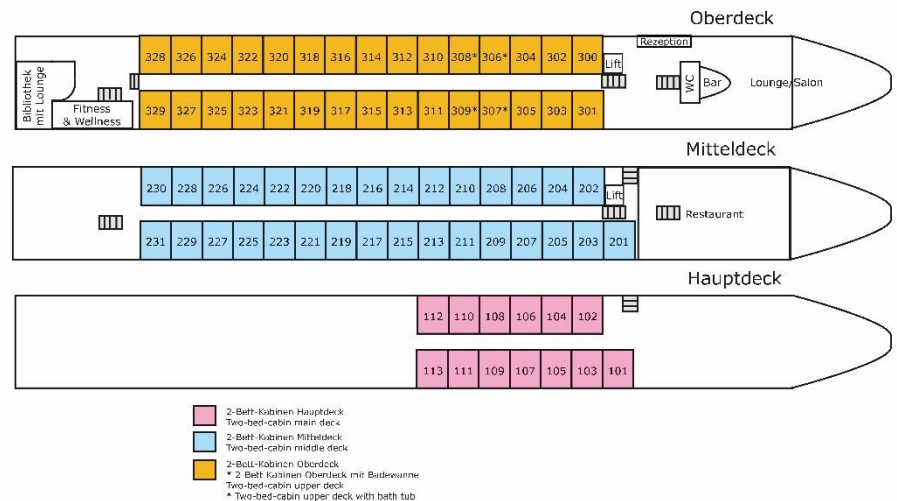 Oberdeck
Rezeption
328 326 324 322 320 318 316 314 312 310 308* 306* 304 302 300
Lift
Bibliothek
mit Lounge
WC
Bar
Lounge/Salon
Fitness
& Wellness
329 327 325 323 321 319 317 315 313 311 309* 307* 305 303 301
Mitteldeck
230 228 226 224 222 220 218 216 214 212 210 208 206 204 202
Lift
Restaurant
231 229 227 225 223 221 219 217 215 213 211 209 207 205 203 201
Hauptdeck
112 110 108 106 104 102
113 111 109 107 105 103 101
2-Bett-Kabinen Hauptdeck
Two-bed-cabin main deck
2-Bett-Kabinen Mitteldeck
Two-bed-cabin middle deck
2-Bett-Kabinen Oberdeck
* 2-Bett Kabinen Oberdeck mit Badewanne
Two-bed-cabin upper deck
* Two-bed-cabin upper deck with bath tub